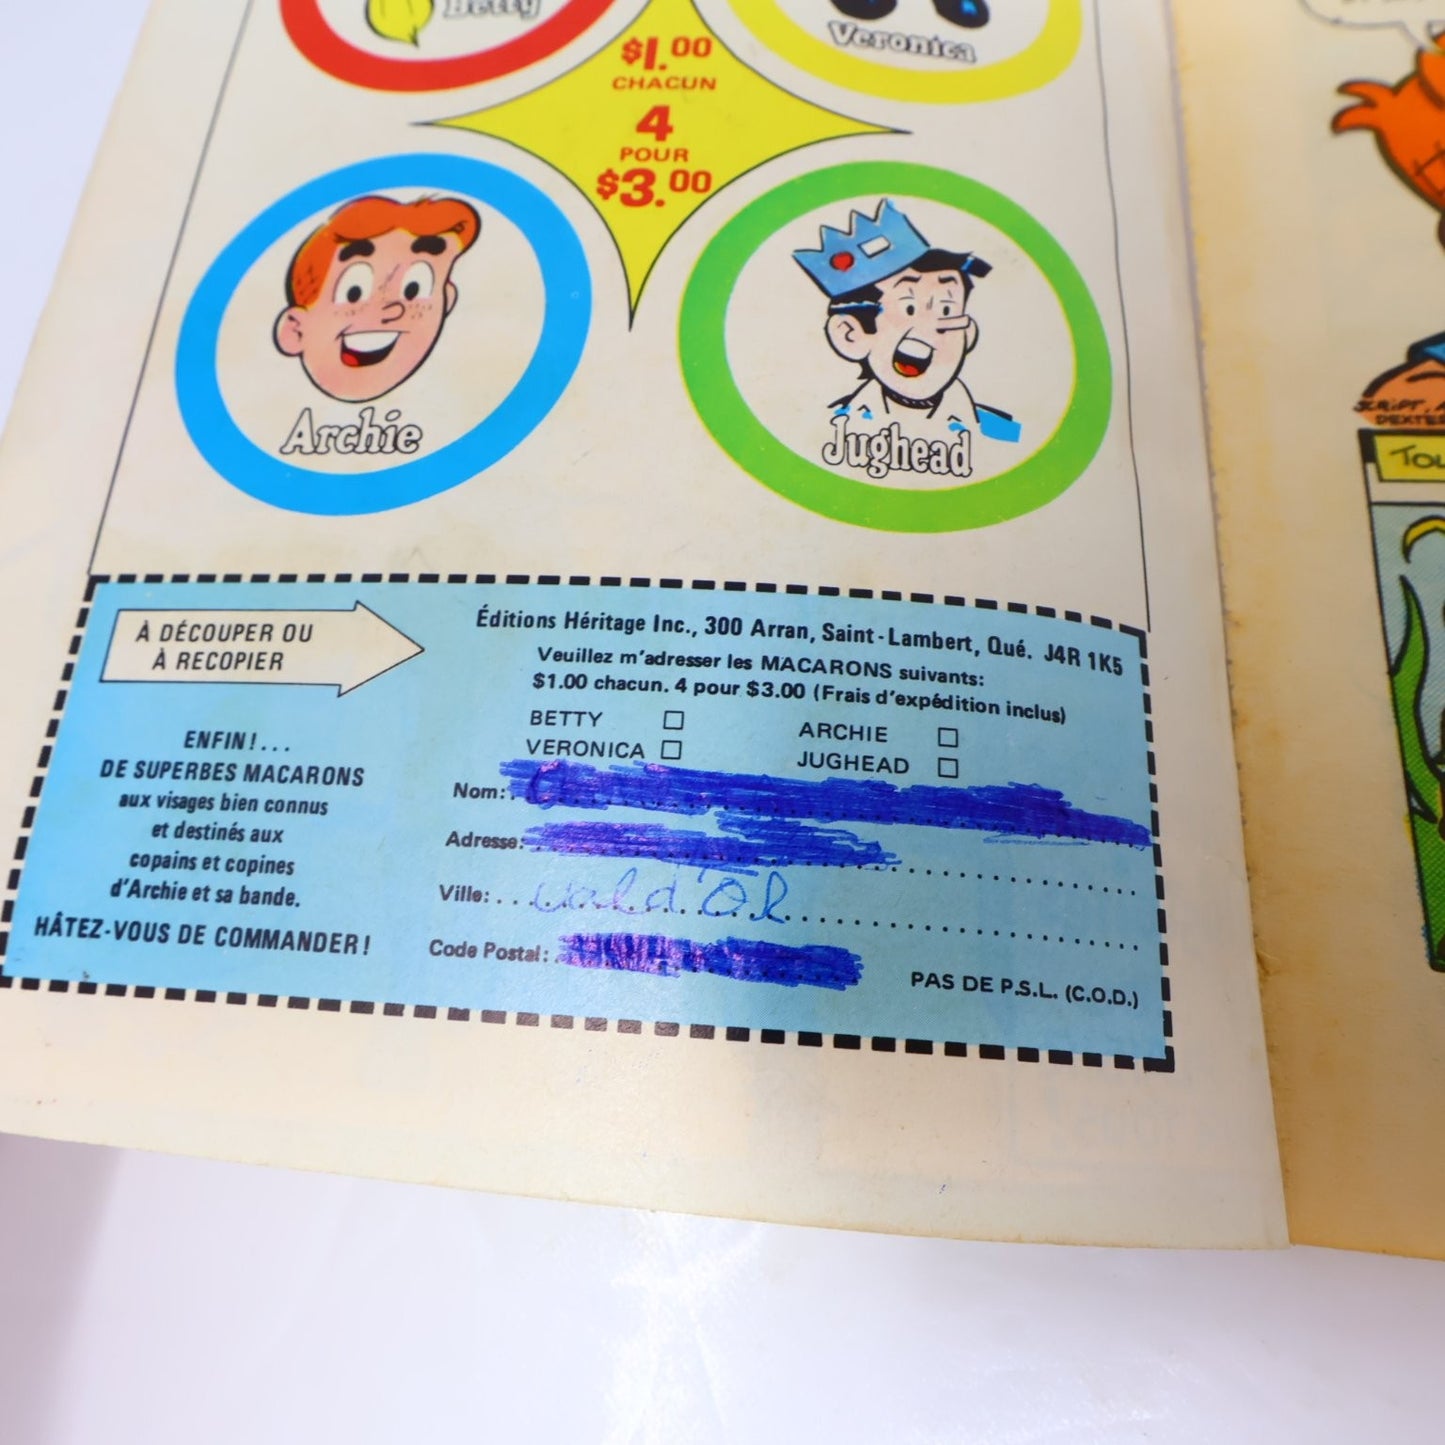 Betty
Veronica
$1.00
CHACUN
4
POUR
$3.00
Archie
Jughead
À DÉCOUPER OU
À RECOPIER
ENFIN!...
DE SUPERBES MACARONS
aux visages bien connus
et destinés aux
copains et copines
d'Archie et sa bande.
HÂTEZ-VOUS DE COMMANDER!
Éditions Héritage Inc., 300 Arran, Saint-Lambert, Qué. J4R 1K5
Veuillez m'adresser les MACARONS suivants:
$1.00 chacun. 4 pour $3.00 (Frais d'expédition inclus)
BETTY ARCHIE
VERONICA JUGHEAD
Nom:
Adresse:
Ville: val d'Or
Code Postal:
PAS DE P.S.L. (C.O.D.)
SCRIPT,